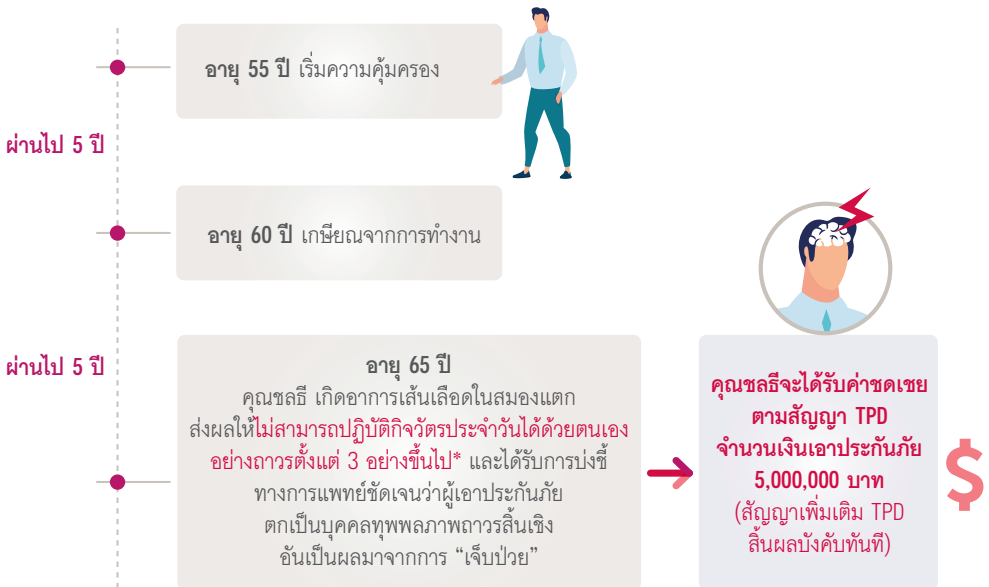 อายุ 55 ปี เริ่มความคุ้มครอง
ผ่านไป 5 ปี
อายุ 60 ปี เกษียณจากการทำงาน
ผ่านไป 5 ปี
อายุ 65 ปี
คุณชลธี เกิดอาการเส้นเลือดในสมองแตก
ส่งผลให้ไม่สามารถปฏิบัติกิจวัตรประจำวันได้ด้วยตนเอง
อย่างถาวรตั้งแต่ 3 อย่างขึ้นไป* และได้รับการบ่งชี้
ทางการแพทย์ชัดเจนว่าผู้เอาประกันภัย
ตกเป็นบุคคลทุพพลภาพถาวรสิ้นเชิง
อันเป็นผลมาจากการ “เจ็บป่วย”
คุณชลธีจะได้รับค่าชดเชย
ตามสัญญา TPD
จำนวนเงินเอาประกันภัย
5,000,000 บาท
(สัญญาเพิ่มเติม TPD
สิ้นผลบังคับทันที)
$